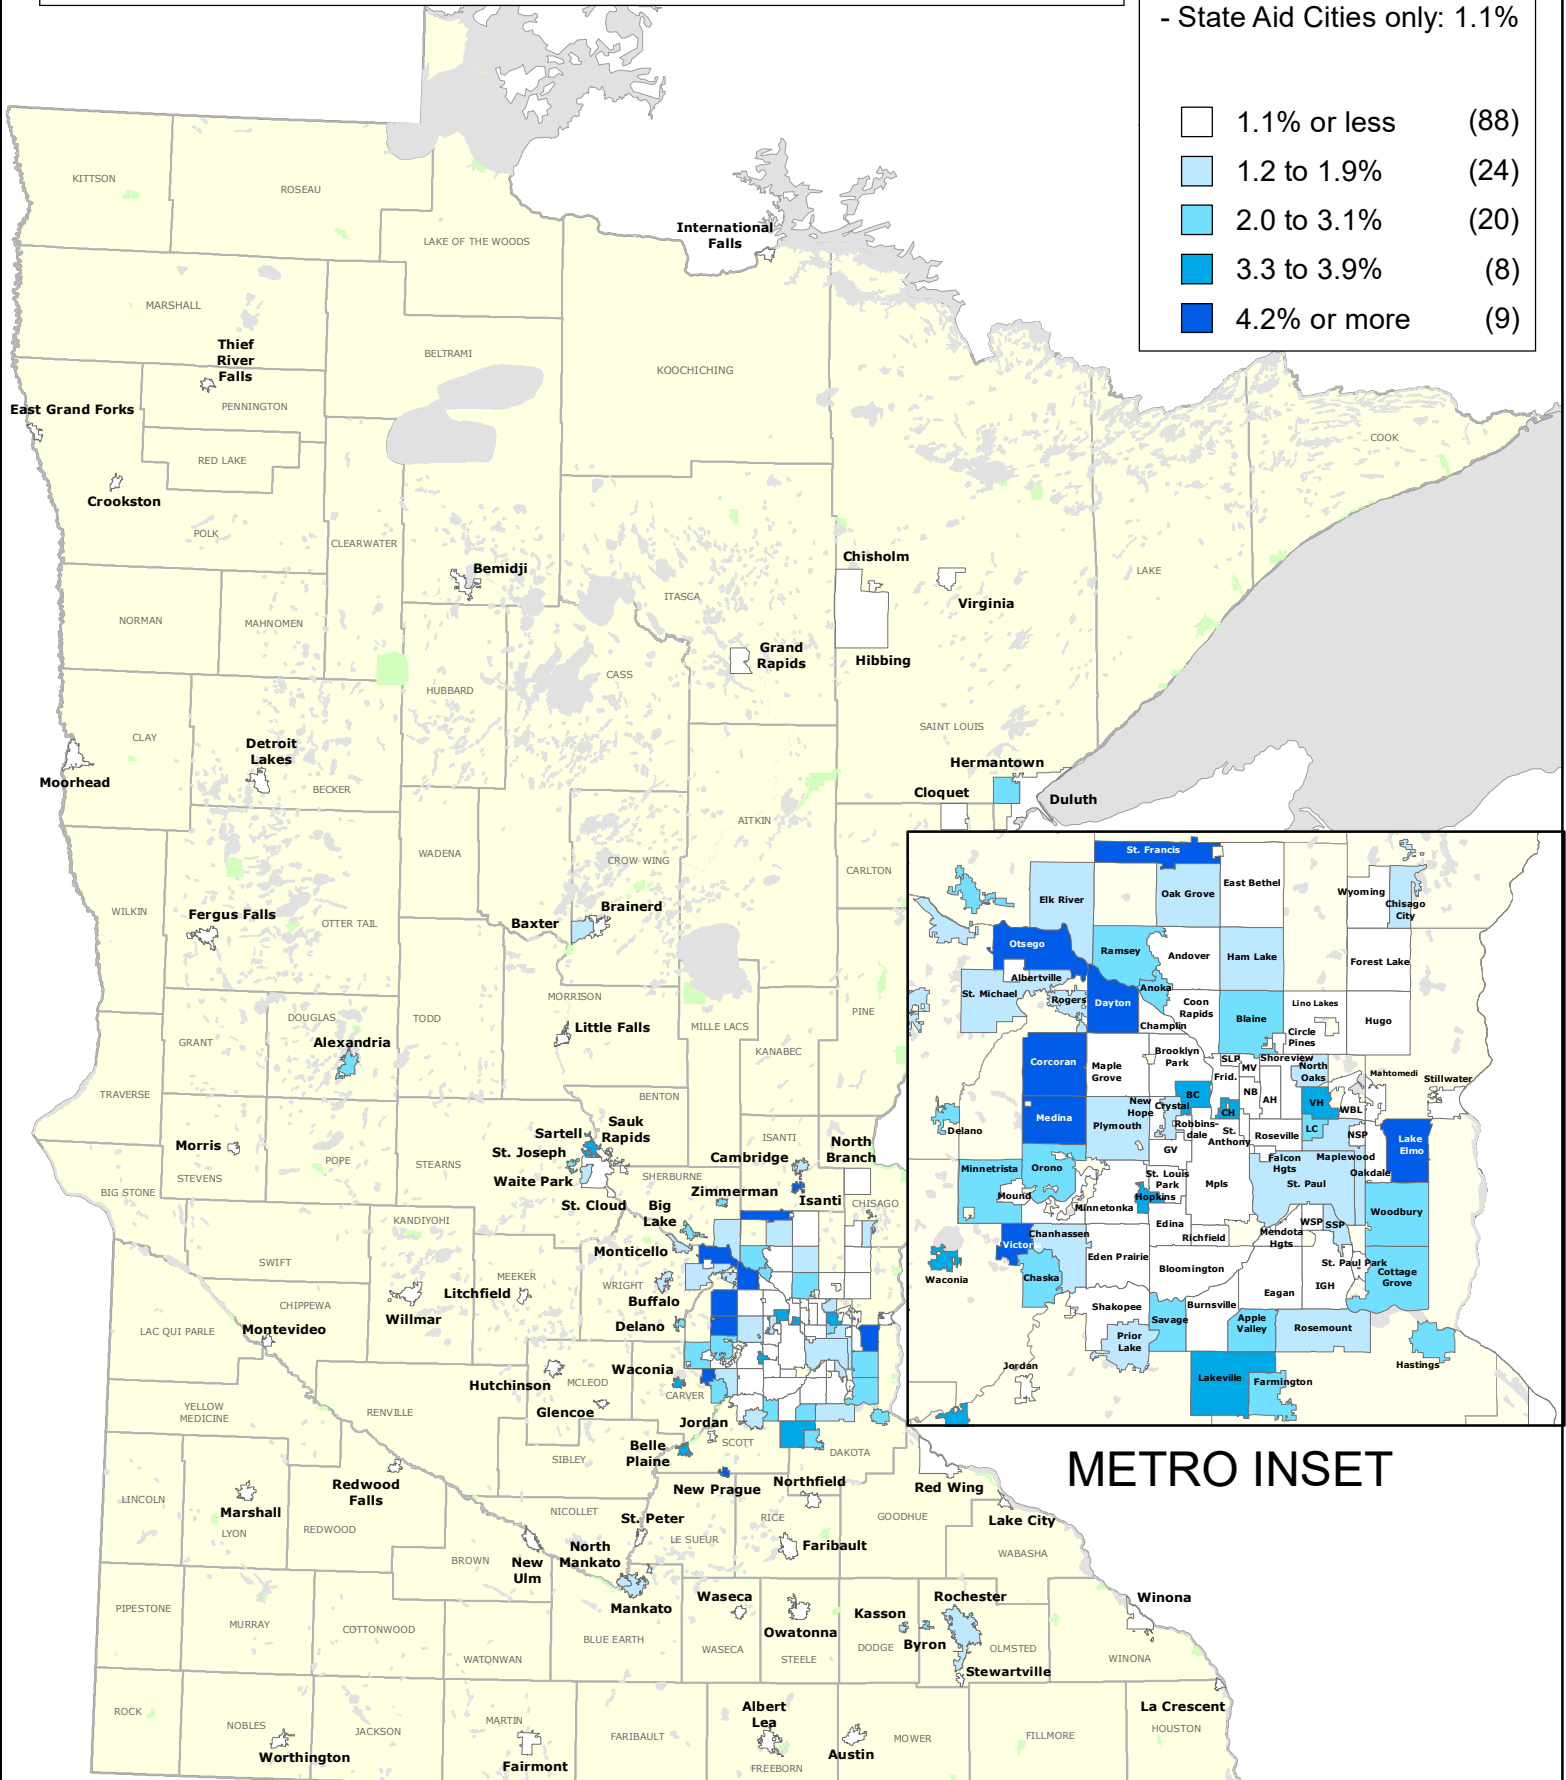 - State Aid Cities only: 1.1%
1.1% or less (88)
1.2 to 1.9% (24)
2.0 to 3.1% (20)
3.3 to 3.9% (8)
4.2% or more (9)
KITTSON
ROSEAU
LAKE OF THE WOODS
International
Falls
MARSHALL
Thief
River
Falls
BELTRAMI
KOOCHICHING
PENNINGTON
East Grand Forks
RED LAKE
COOK
Crookston
POLK
CLEARWATER
Bemidji
Chisholm
LAKE
ITASCA
Virginia
NORMAN
MAHNOMEN
Grand
Rapids
Hibbing
HUBBARD
CASS
SAINT LOUIS
CLAY
Detroit
Lakes
Moorhead
BECKER
Hermantown
Cloquet
Duluth
AITKIN
WADENA
CROW WING
CARLTON
WILKIN
Fergus Falls
OTTER TAIL
Baxter
Brainerd
MORRISON
Little Falls
MILLE LACS
PINE
GRANT
DOUGLAS
TODD
Alexandria
KANABEC
TRAVERSE
BENTON
Morris
Sartell
Sauk
Rapids
ISANTI
North
Branch
St. Joseph
Cambridge
STEVENS
POPE
STEARNS
Waite Park
SHERBURNE
BIG STONE
St. Cloud
Zimmerman
Isanti
CHISAGO
Big
Lake
KANDIYOHI
SWIFT
Monticello
MEEKER
WRIGHT
Litchfield
Buffalo
CHIPPEWA
Willmar
Delano
LAC QUI PARLE
Montevideo
Waconia
Hutchinson
MCLEOD
CARVER
YELLOW
MEDICINE
RENVILLE
Glencoe
Jordan
SCOTT
Belle
Plaine
DAKOTA
SIBLEY
New Prague
Northfield
Red Wing
LINCOLN
Marshall
LYON
Redwood
Falls
REDWOOD
NICOLLET
St. Peter
LE SUEUR
RICE
GOODHUE
Lake City
Faribault
WABASHA
BROWN
New
Ulm
North
Mankato
Mankato
Waseca
Owatonna
Kasson
Rochester
Winona
PIPESTONE
MURRAY
COTTONWOOD
WATONWAN
BLUE EARTH
WASECA
STEELE
DODGE
Byron
OLMSTED
WINONA
Stewartville
ROCK
NOBLES
JACKSON
MARTIN
FARIBAULT
Albert
Lea
MOWER
FILLMORE
La Crescent
HOUSTON
Worthington
Fairmont
FREEBORN
Austin
St. Francis
Elk River
Oak Grove
East Bethel
Wyoming
Chisago
City
Otsego
Ramsey
Andover
Ham Lake
Forest Lake
Albertville
St. Michael
Rogers
Dayton
Anoka
Coon
Rapids
Blaine
Lino Lakes
Hugo
Champlin
Circle
Pines
Corcoran
Maple
Grove
Brooklyn
Park
SLP
MV
Shoreview
North
Oaks
Frid.
Mahtomedi
Stillwater
BC
NB
AH
VH
WBL
Medina
New
Hope
Crystal
CH
Delano
Plymouth
Robbins-
dale
St.
Anthony
Roseville
LC
NSP
Lake
Elmo
GV
Falcon
Hgts
Maplewood
Oakdale
Minnetrista
Orono
St. Louis
Park
Mpls
St. Paul
Mound
Hopkins
Minnetonka
Woodbury
Victor
Chanhassen
Edina
Richfield
WSP
SSP
Mendota
Hgts
Eden Prairie
Bloomington
St. Paul Park
Waconia
Chaska
Cottage
Grove
Eagan
IGH
Shakopee
Savage
Burnsville
Apple
Valley
Rosemount
Prior
Lake
Hastings
Jordan
Lakeville
Farmington
METRO INSET